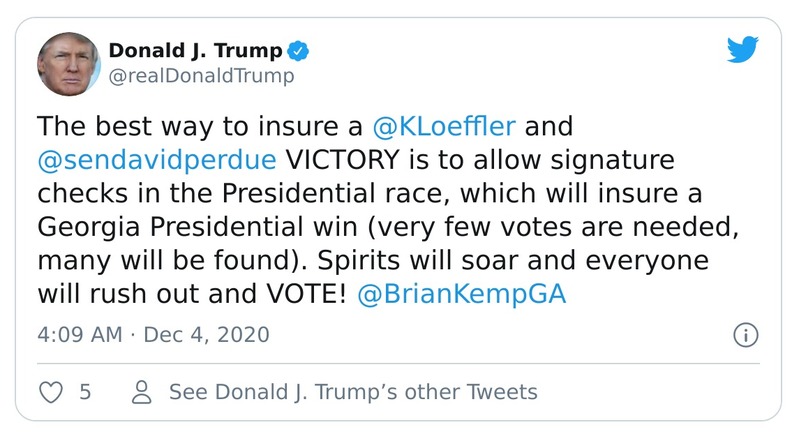 Donald J. Trump
@realDonaldTrump
The best way to insure a @KLoeffler and
@sendavidperdue VICTORY is to allow signature
checks in the Presidential race, which will insure a
Georgia Presidential win (very few votes are needed,
many will be found). Spirits will soar and everyone
will rush out and VOTE! @BrianKempGA
4:09 AM · Dec 4, 2020
5 See Donald J. Trump’s other Tweets